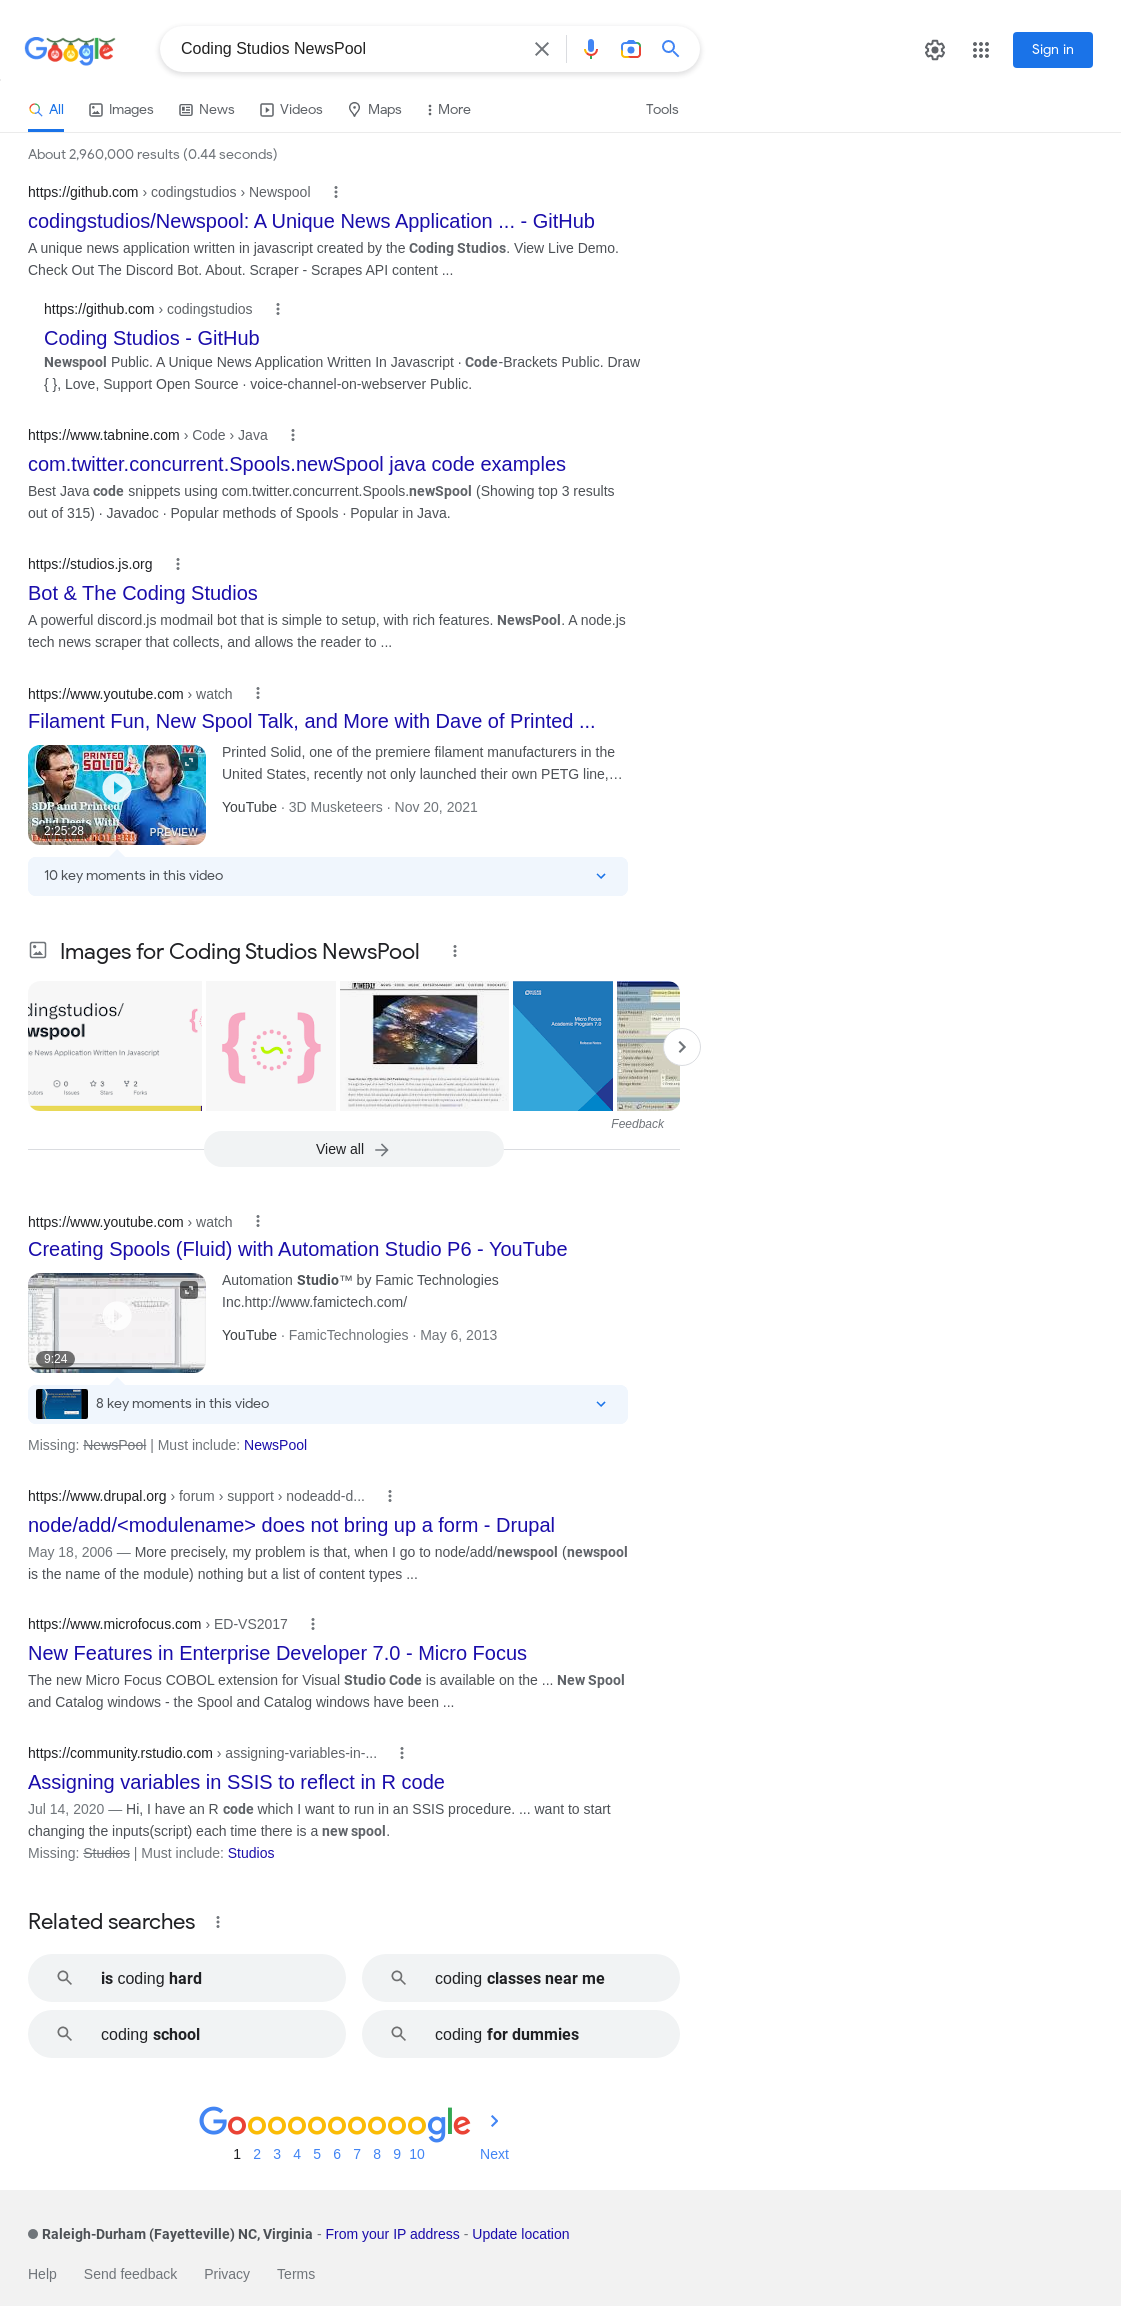 Google
Coding Studios NewsPool
Sign in
All
Images
News
Videos
Maps
More
Tools
About 2,960,000 results (0.44 seconds)
https://github.com › codingstudios › Newspool
codingstudios/Newspool: A Unique News Application ... - GitHub
A unique news application written in javascript created by the Coding Studios. View Live Demo.
Check Out The Discord Bot. About. Scraper - Scrapes API content ...
https://github.com › codingstudios
Coding Studios - GitHub
Newspool Public. A Unique News Application Written In Javascript · Code-Brackets Public. Draw
{ }, Love, Support Open Source · voice-channel-on-webserver Public.
https://www.tabnine.com › Code › Java
com.twitter.concurrent.Spools.newSpool java code examples
Best Java code snippets using com.twitter.concurrent.Spools.newSpool (Showing top 3 results
out of 315) · Javadoc · Popular methods of Spools · Popular in Java.
https://studios.js.org
Bot & The Coding Studios
A powerful discord.js modmail bot that is simple to setup, with rich features. NewsPool. A node.js
tech news scraper that collects, and allows the reader to ...
https://www.youtube.com › watch
Filament Fun, New Spool Talk, and More with Dave of Printed ...
PRINTED
SOLID
3DP and Printed
Solid Deets With
2:25:28
PREVIEW
Printed Solid, one of the premiere filament manufacturers in the
United States, recently not only launched their own PETG line,…
YouTube · 3D Musketeers · Nov 20, 2021
10 key moments in this video
Images for Coding Studios NewsPool
dingstudios/
wspool
e News Application Written In Javascript
0
3
2
Issues
Stars
Forks
WEEKLY
Micro Focus
Academic Program 7.0
Release Notes
Feedback
View all
https://www.youtube.com › watch
Creating Spools (Fluid) with Automation Studio P6 - YouTube
9:24
Automation Studio™ by Famic Technologies
Inc.http://www.famictech.com/
YouTube · FamicTechnologies · May 6, 2013
8 key moments in this video
Missing: NewsPool | Must include: NewsPool
https://www.drupal.org › forum › support › nodeadd-d...
node/add/<modulename> does not bring up a form - Drupal
May 18, 2006 — More precisely, my problem is that, when I go to node/add/newspool (newspool
is the name of the module) nothing but a list of content types ...
https://www.microfocus.com › ED-VS2017
New Features in Enterprise Developer 7.0 - Micro Focus
The new Micro Focus COBOL extension for Visual Studio Code is available on the ... New Spool
and Catalog windows - the Spool and Catalog windows have been ...
https://community.rstudio.com › assigning-variables-in-...
Assigning variables in SSIS to reflect in R code
Jul 14, 2020 — Hi, I have an R code which I want to run in an SSIS procedure. ... want to start
changing the inputs(script) each time there is a new spool.
Missing: Studios | Must include: Studios
Related searches
is coding hard
coding classes near me
coding school
coding for dummies
Goooooooooogle
1 2 3 4 5 6 7 8 9 10 Next
Raleigh-Durham (Fayetteville) NC, Virginia - From your IP address - Update location
Help
Send feedback
Privacy
Terms